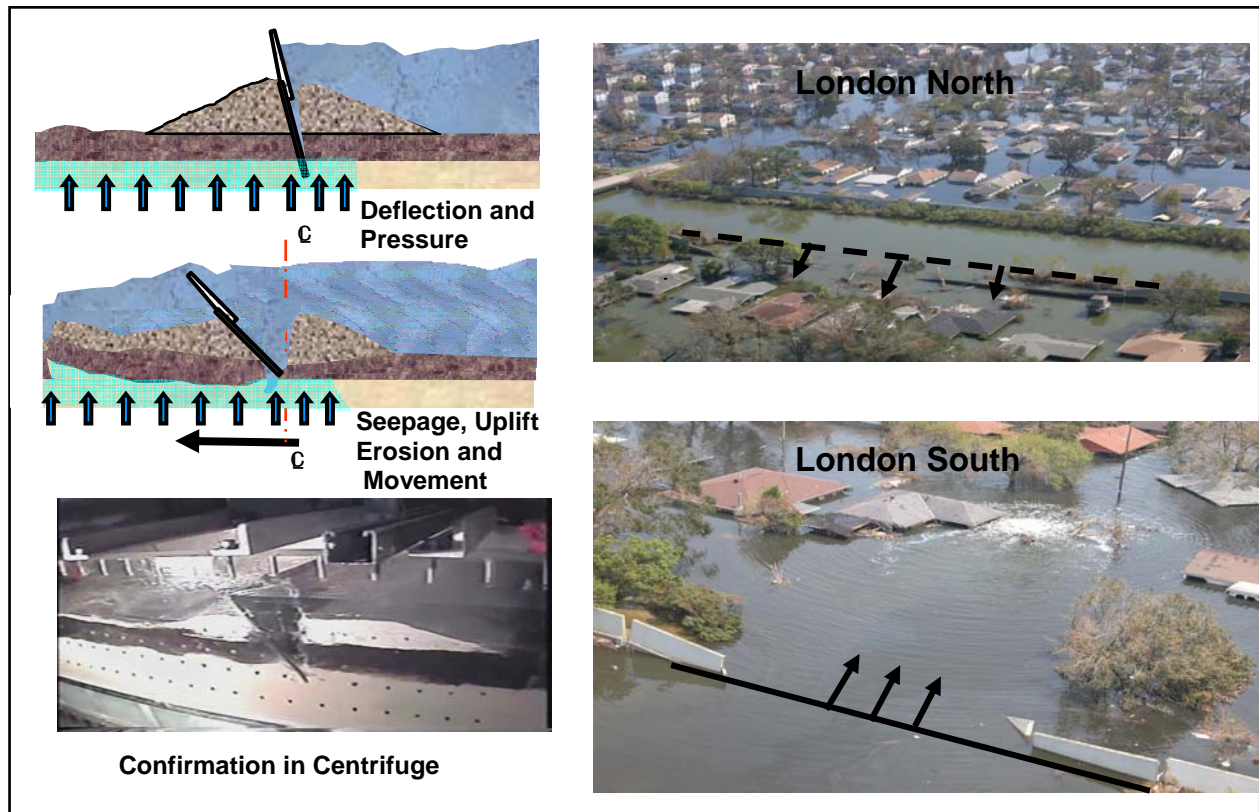 Deflection and
Pressure
℄
Seepage, Uplift
Erosion and
Movement
℄
Confirmation in Centrifuge
London North
London South